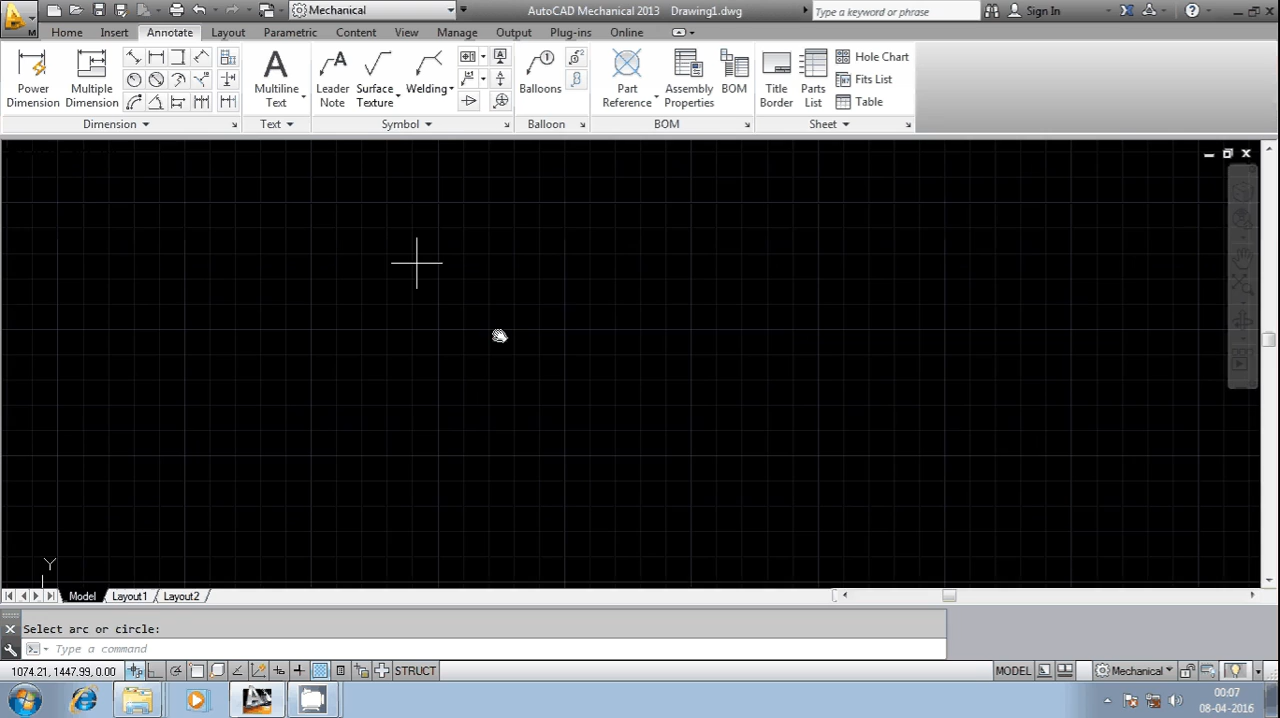 Mechanical
AutoCAD Mechanical 2013 Drawing1.dwg
Type a keyword or phrase
Sign In
M
Home Insert Annotate Layout Parametric Content View Manage Output Plug-ins Online
Power Dimension
Multiple Dimension
Multiline Text
Leader Note
Surface Texture
Welding
Balloons
Part Reference
Assembly Properties
BOM
Title Border
Parts List
Hole Chart
Fits List
Table
Dimension Text Symbol Balloon BOM Sheet
Y
Model Layout1 Layout2
Select arc or circle:
Type a command
1074.21, 1447.99, 0.00
STRUCT
MODEL
Mechanical
00:07
08-04-2016